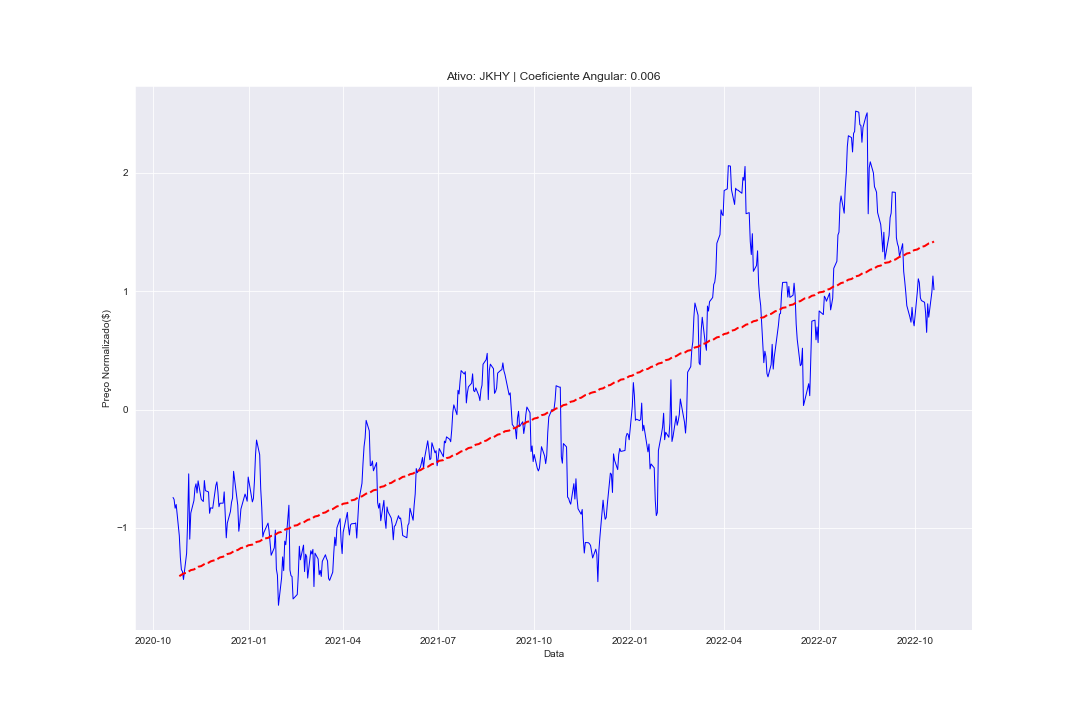 Ativo: JKHY | Coeficiente Angular: 0.006
Preço Normalizado($)
2
1
0
−1
2020-10 2021-01 2021-04 2021-07 2021-10 2022-01 2022-04 2022-07 2022-10
Data